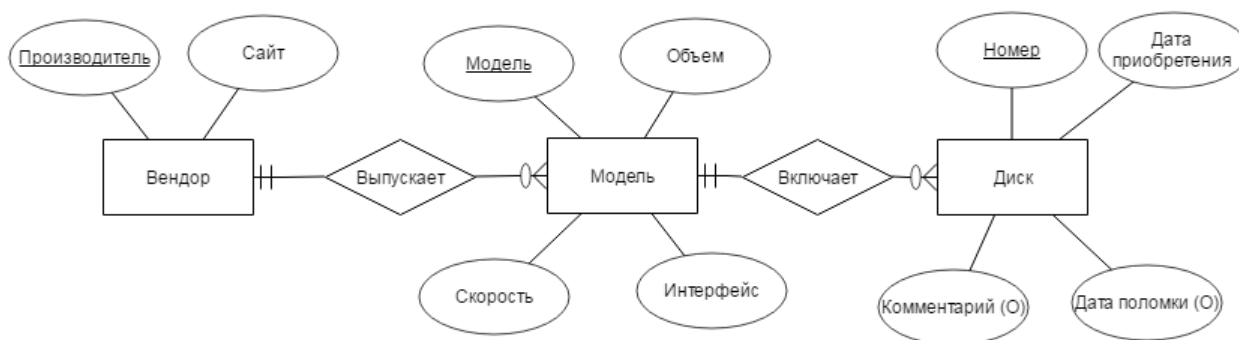 Производитель
Сайт
Модель
Объем
Номер
Дата
приобретения
Вендор
Выпускает
Модель
Включает
Диск
Скорость
Интерфейс
Комментарий (О)
Дата поломки (О)